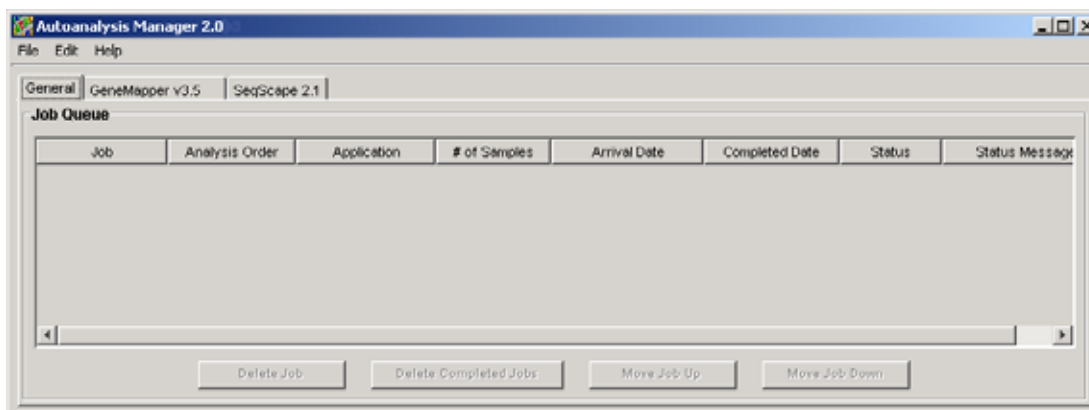 Autoanalysis Manager 2.0
File Edit Help
General GeneMapper v3.5 SeqScape 2.1
Job Queue
Job Analysis Order Application # of Samples Arrival Date Completed Date Status Status Message
Delete Job Delete Completed Jobs Move Job Up Move Job Down